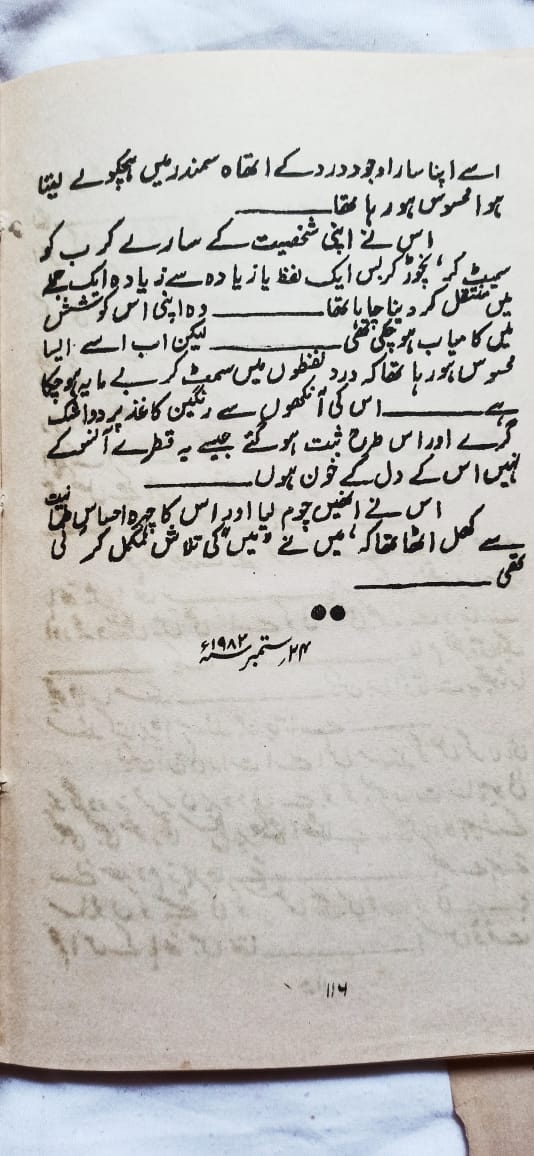 اسے اپنا سارا وجود درد کے اتھاہ سمندر میں ہچکولے لیتا
ہوا محسوس ہو رہا تھا ــــــــــ
اس نے اپنی شخصیت کے سارے کرب کو
سمیٹ کر، نچوڑ کر بس ایک لفظ یا زیادہ سے زیادہ ایک جملے
میں منتقل کر دینا چاہا تھا ــــــــــ وہ اپنی اس کوشش
میں کامیاب ہو چکی تھی ــــــــــ لیکن اب اسے ایسا
محسوس ہو رہا تھا کہ درد لفظوں میں سمٹ کر بے مایہ ہو چکا
ہے ــــــــــ اس کی آنکھوں سے رنگین کاغذ پر دو اشک
گرے اور اس طرح ثبت ہو گئے جیسے یہ قطرے آنسو کے
نہیں اس کے دل کے خون ہوں ــــــــــ
اس نے انھیں چوم لیا اور اس کا چہرہ احساسِ طمانیت
سے کھل اٹھا تھا کہ ’میں نے "میں" کی تلاش مکمل کر لی
تھی ــــــــــ
●●
۲۴؍ستمبر سنہ ۱۹۸۲ء
۱۱۶